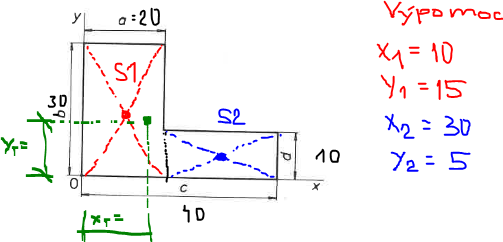 Výpomoc
y
a=20
x1 = 10
S1
y1 = 15
30
b
S2
x2 = 30
yT=
d
10
y2 = 5
0
c
x
xT=
40